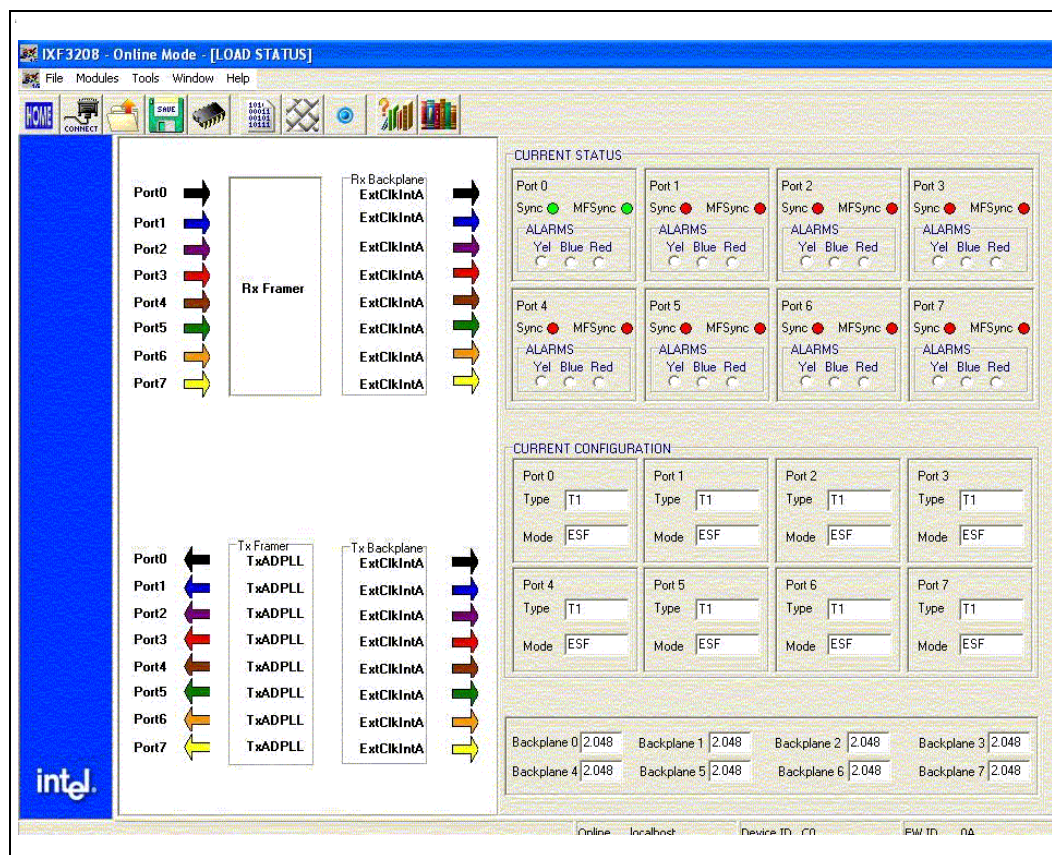 IXF3208 - Online Mode - [LOAD STATUS]
File Modules Tools Window Help
HOME
CONNECT
SAVE
101
00011
00101
10111
Port0
Port1
Port2
Port3
Port4
Port5
Port6
Port7
Rx Framer
Rx Backplane
ExtClkIntA
ExtClkIntA
ExtClkIntA
ExtClkIntA
ExtClkIntA
ExtClkIntA
ExtClkIntA
ExtClkIntA
Port0
Port1
Port2
Port3
Port4
Port5
Port6
Port7
Tx Framer
TxADPLL
TxADPLL
TxADPLL
TxADPLL
TxADPLL
TxADPLL
TxADPLL
TxADPLL
Tx Backplane
ExtClkIntA
ExtClkIntA
ExtClkIntA
ExtClkIntA
ExtClkIntA
ExtClkIntA
ExtClkIntA
ExtClkIntA
intel.
CURRENT STATUS
Port 0
Sync MFSync
ALARMS
Yel Blue Red
Port 1
Sync MFSync
ALARMS
Yel Blue Red
Port 2
Sync MFSync
ALARMS
Yel Blue Red
Port 3
Sync MFSync
ALARMS
Yel Blue Red
Port 4
Sync MFSync
ALARMS
Yel Blue Red
Port 5
Sync MFSync
ALARMS
Yel Blue Red
Port 6
Sync MFSync
ALARMS
Yel Blue Red
Port 7
Sync MFSync
ALARMS
Yel Blue Red
CURRENT CONFIGURATION
Port 0
Type T1
Mode ESF
Port 1
Type T1
Mode ESF
Port 2
Type T1
Mode ESF
Port 3
Type T1
Mode ESF
Port 4
Type T1
Mode ESF
Port 5
Type T1
Mode ESF
Port 6
Type T1
Mode ESF
Port 7
Type T1
Mode ESF
Backplane 0 2.048 Backplane 1 2.048 Backplane 2 2.048 Backplane 3 2.048
Backplane 4 2.048 Backplane 5 2.048 Backplane 6 2.048 Backplane 7 2.048
Online localhost Device ID C0 FW ID 0A